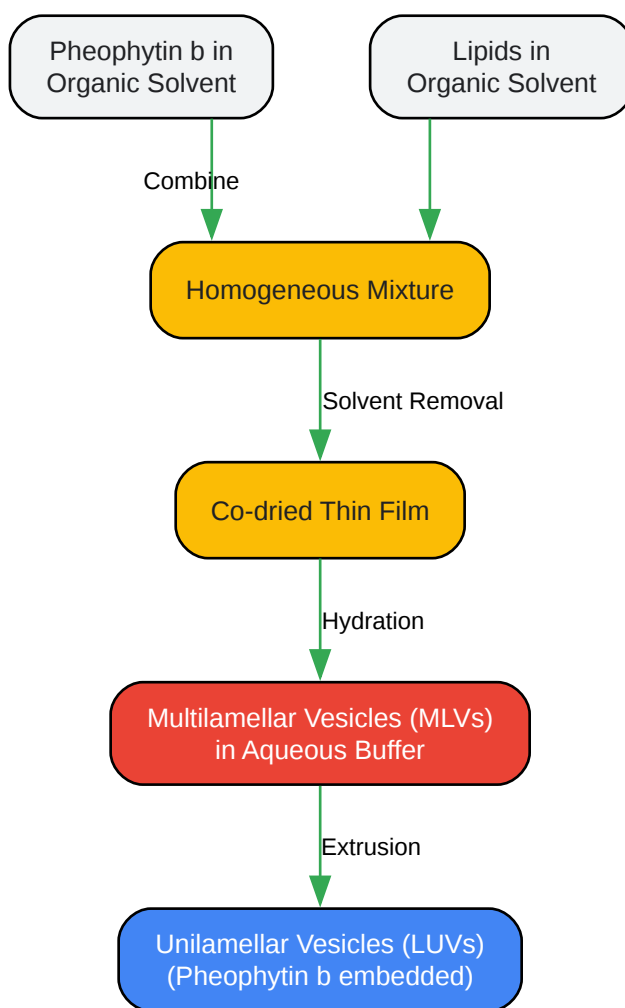 Pheophytin b in
Organic Solvent
Lipids in
Organic Solvent
Combine
Homogeneous Mixture
Solvent Removal
Co-dried Thin Film
Hydration
Multilamellar Vesicles (MLVs)
in Aqueous Buffer
Extrusion
Unilamellar Vesicles (LUVs)
(Pheophytin b embedded)